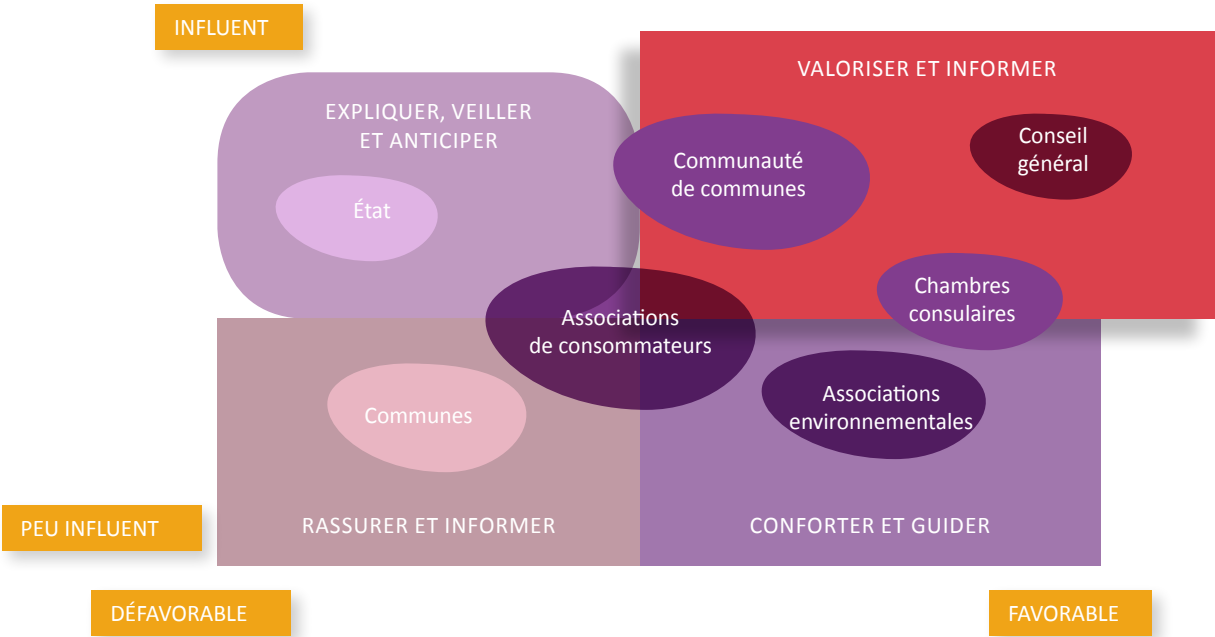 INFLUENT
VALORISER ET INFORMER
EXPLIQUER, VEILLER
ET ANTICIPER
Communauté
de communes
Conseil
général
État
Chambres
consulaires
Associations
de consommateurs
Communes
Associations
environnementales
PEU INFLUENT
RASSURER ET INFORMER
CONFORTER ET GUIDER
DÉFAVORABLE
FAVORABLE